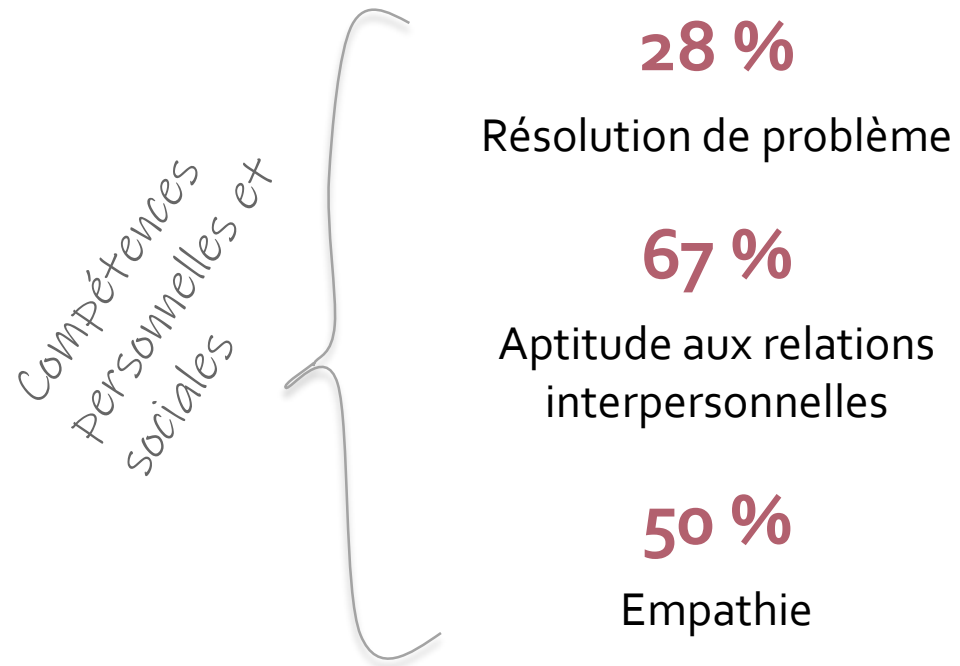 Compétences
personnelles et
sociales
28 %
Résolution de problème
67 %
Aptitude aux relations
interpersonnelles
50 %
Empathie